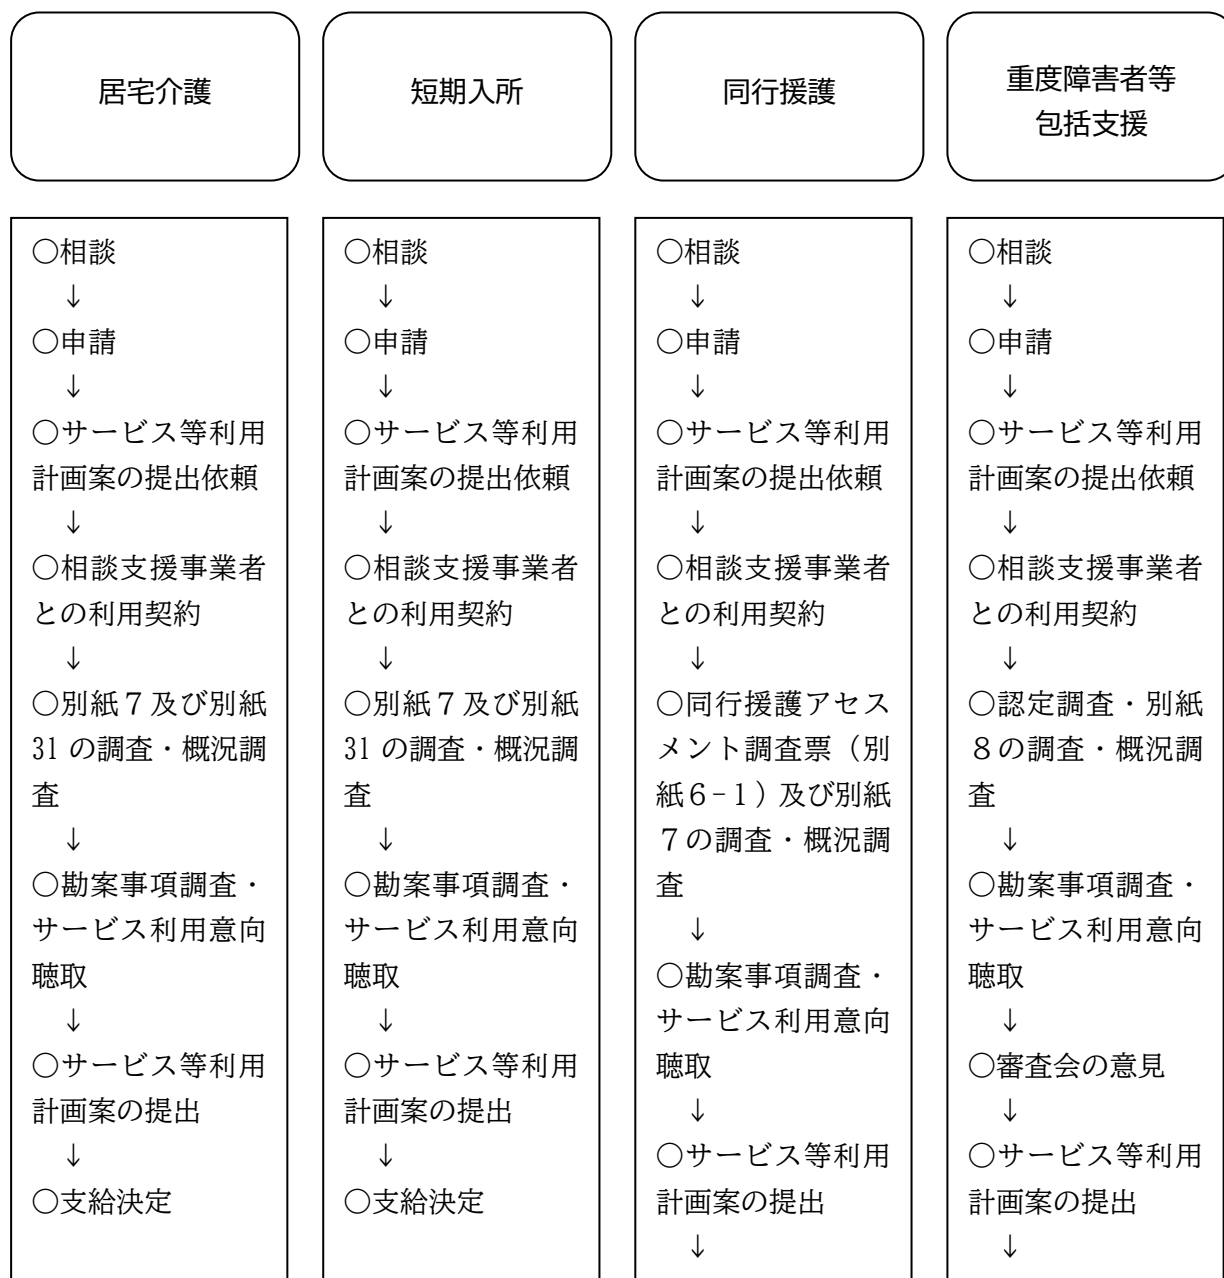 居宅介護
短期入所
同行援護
重度障害者等
包括支援
○相談
↓
○申請
↓
○サービス等利用
計画案の提出依頼
↓
○相談支援事業者
との利用契約
↓
○別紙７及び別紙
31 の調査・概況調
査
↓
○勘案事項調査・
サービス利用意向
聴取
↓
○サービス等利用
計画案の提出
↓
○支給決定
○相談
↓
○申請
↓
○サービス等利用
計画案の提出依頼
↓
○相談支援事業者
との利用契約
↓
○別紙７及び別紙
31 の調査・概況調
査
↓
○勘案事項調査・
サービス利用意向
聴取
↓
○サービス等利用
計画案の提出
↓
○支給決定
○相談
↓
○申請
↓
○サービス等利用
計画案の提出依頼
↓
○相談支援事業者
との利用契約
↓
○同行援護アセス
メント調査票（別
紙６-１）及び別紙
７の調査・概況調
査
↓
○勘案事項調査・
サービス利用意向
聴取
↓
○サービス等利用
計画案の提出
↓
○相談
↓
○申請
↓
○サービス等利用
計画案の提出依頼
↓
○相談支援事業者
との利用契約
↓
○認定調査・別紙
８の調査・概況調
査
↓
○勘案事項調査・
サービス利用意向
聴取
↓
○審査会の意見
↓
○サービス等利用
計画案の提出
↓